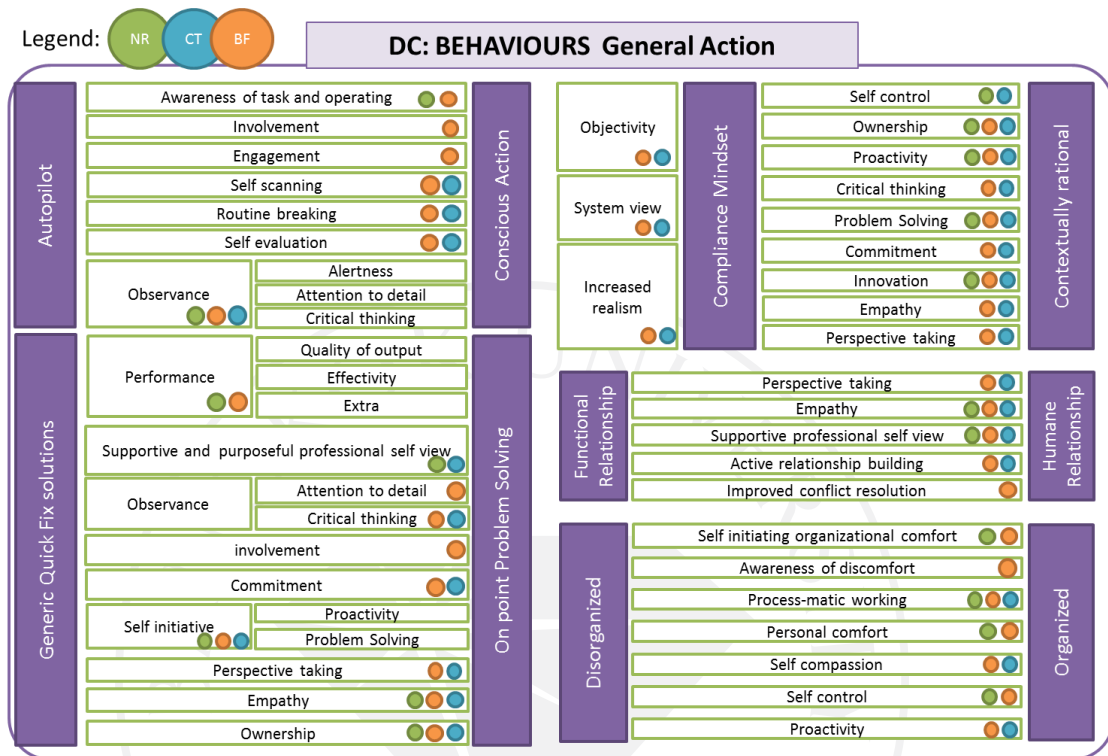 Legend:
NR
CT
BF
DC: BEHAVIOURS General Action
Autopilot
Awareness of task and operating
Involvement
Engagement
Self scanning
Routine breaking
Self evaluation
Observance
Alertness
Attention to detail
Critical thinking
Conscious Action
Generic Quick Fix solutions
Performance
Quality of output
Effectivity
Extra
Supportive and purposeful professional self view
Observance
Attention to detail
Critical thinking
involvement
Commitment
Self initiative
Proactivity
Problem Solving
Perspective taking
Empathy
Ownership
On point Problem Solving
Objectivity
System view
Increased
realism
Compliance Mindset
Self control
Ownership
Proactivity
Critical thinking
Problem Solving
Commitment
Innovation
Empathy
Perspective taking
Contextually rational
Functional
Relationship
Perspective taking
Empathy
Supportive professional self view
Active relationship building
Improved conflict resolution
Humane
Relationship
Disorganized
Self initiating organizational comfort
Awareness of discomfort
Process-matic working
Personal comfort
Self compassion
Self control
Proactivity
Organized